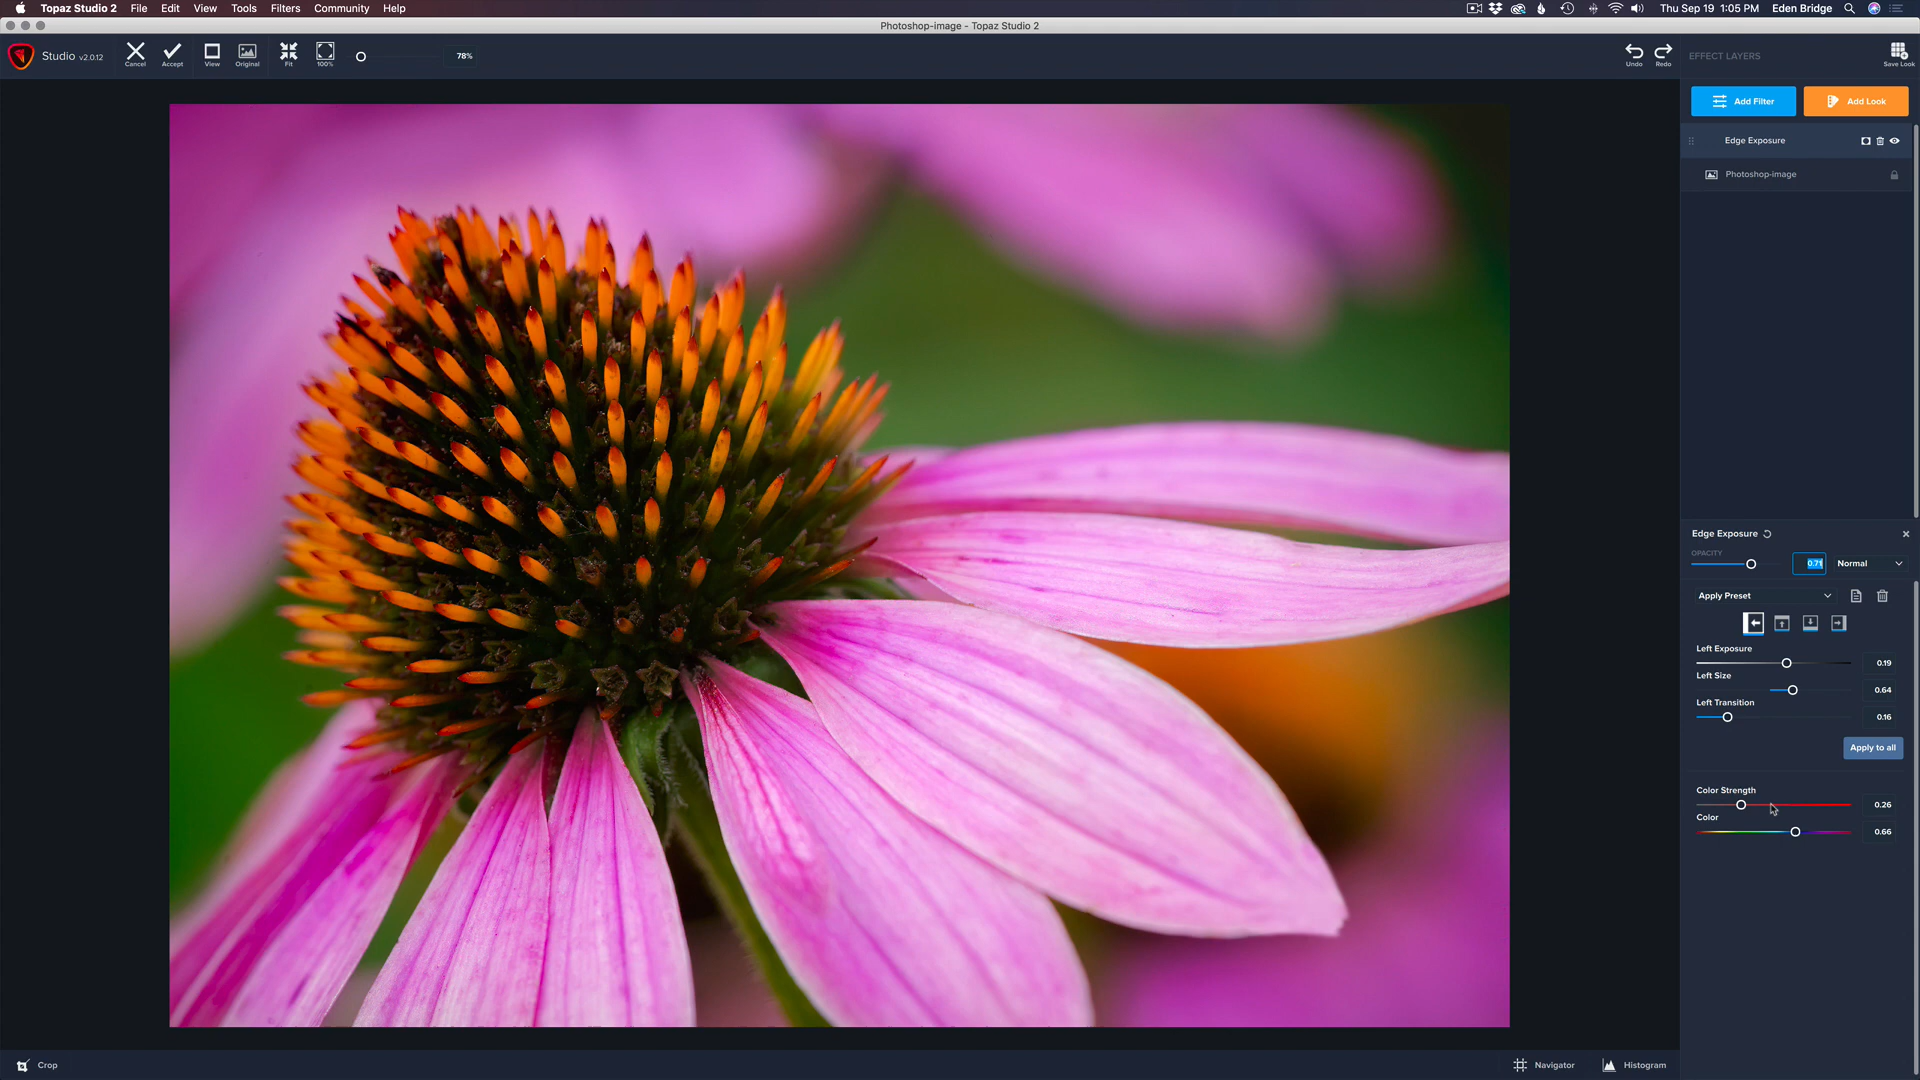 Topaz Studio 2 File Edit View Tools Filters Community Help Thu Sep 19 1:05 PM Eden Bridge
Photoshop-image - Topaz Studio 2
Studio v2.0.12 Cancel Accept View Original Fit 100% 78% Undo Redo EFFECT LAYERS Save Look
Add Filter Add Look
Edge Exposure
Photoshop-image
Edge Exposure
OPACITY
0.71 Normal
Apply Preset
Left Exposure
0.19
Left Size
0.64
Left Transition
0.16
Apply to all
Color Strength
0.26
Color
0.66
Crop Navigator Histogram